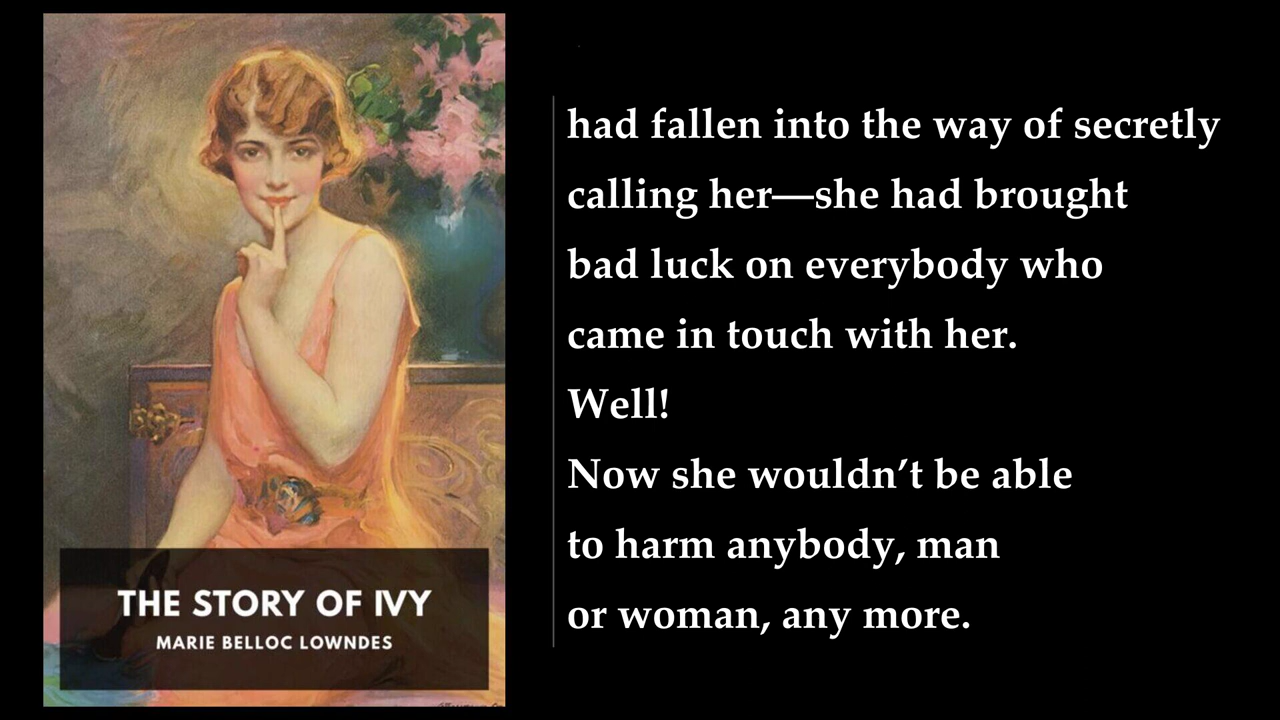 THE STORY OF IVY
MARIE BELLOC LOWNDES
had fallen into the way of secretly
calling her—she had brought
bad luck on everybody who
came in touch with her.
Well!
Now she wouldn’t be able
to harm anybody, man
or woman, any more.